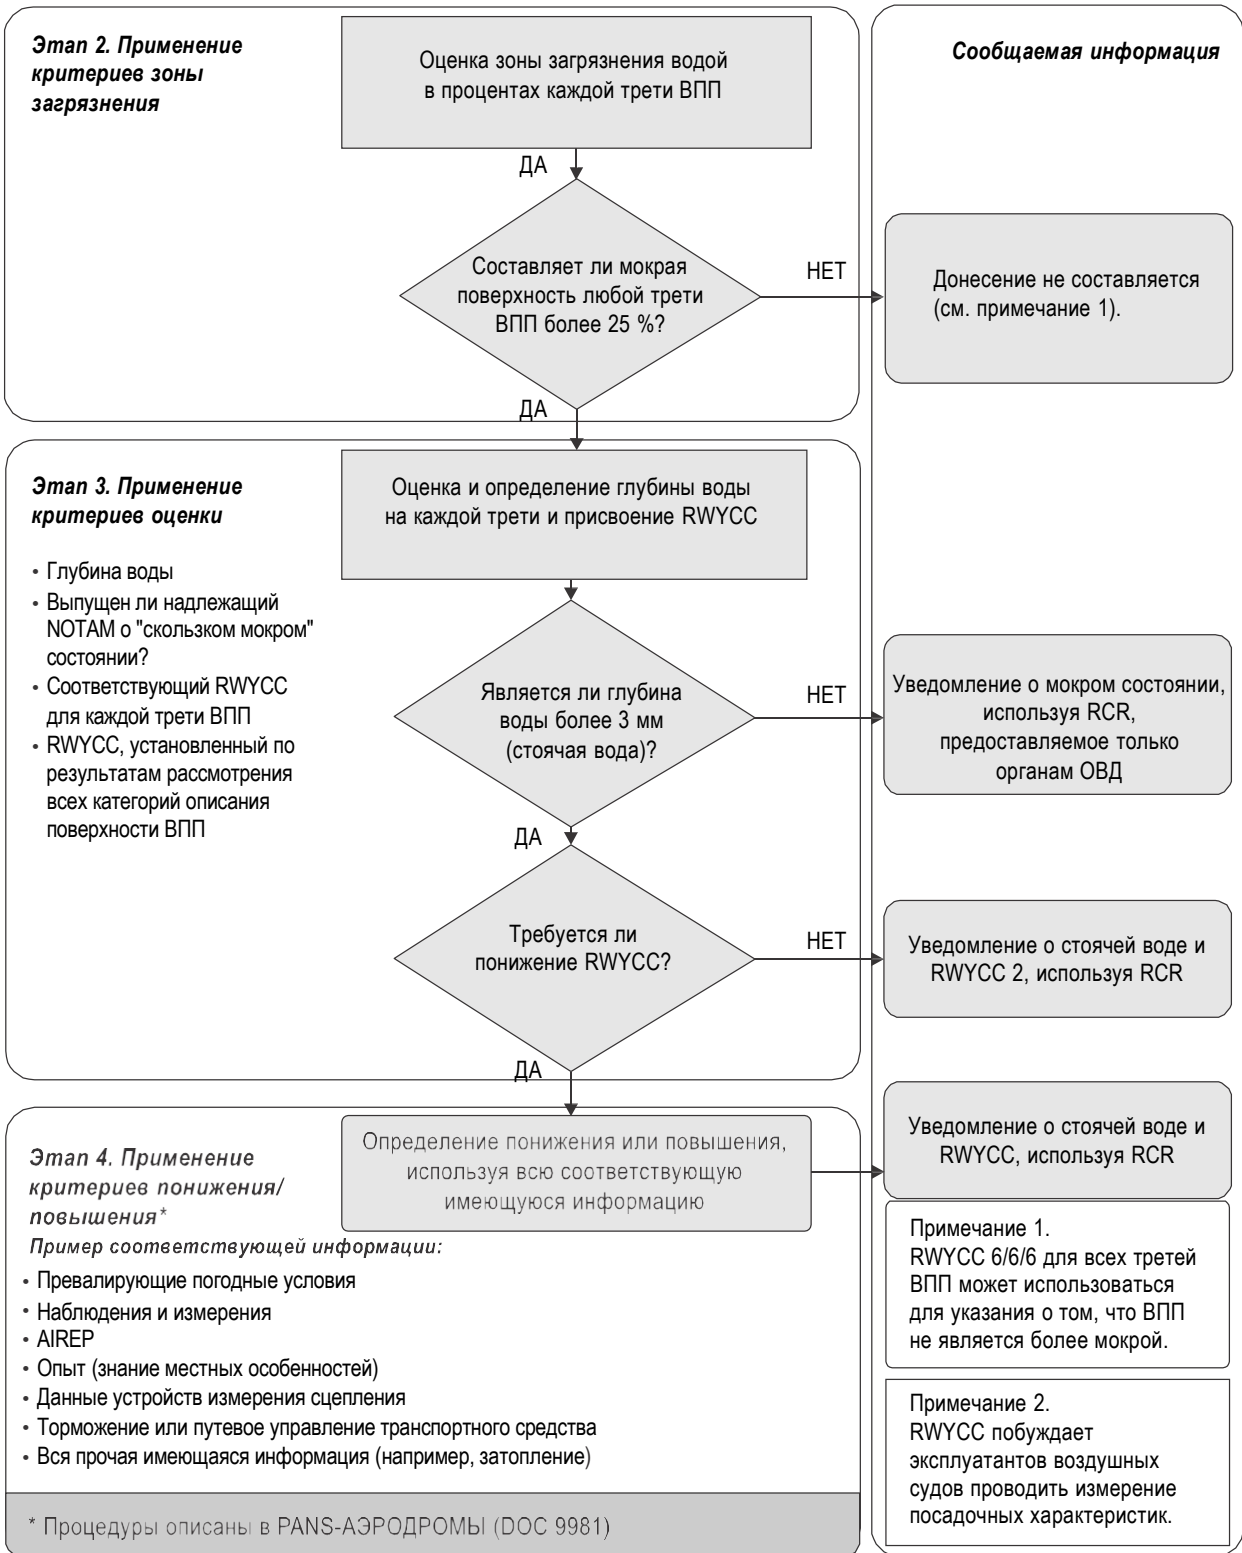 Этап 2. Применение
критериев зоны
загрязнения
Оценка зоны загрязнения водой
в процентах каждой трети ВПП
Сообщаемая информация
ДА
Составляет ли мокрая
поверхность любой трети
ВПП более 25 %?
НЕТ
Донесение не составляется
(см. примечание 1).
ДА
Этап 3. Применение
критериев оценки
• Глубина воды
• Выпущен ли надлежащий
NOTAM о "скользком мокром"
состоянии?
• Соответствующий RWYCC
для каждой трети ВПП
• RWYCC, установленный по
результатам рассмотрения
всех категорий описания
поверхности ВПП
Оценка и определение глубины воды
на каждой трети и присвоение RWYCC
Является ли глубина
воды более 3 мм
(стоячая вода)?
НЕТ
Уведомление о мокром состоянии,
используя RCR,
предоставляемое только
органам ОВД
ДА
Требуется ли
понижение RWYCC?
НЕТ
Уведомление о стоячей воде и
RWYCC 2, используя RCR
ДА
Этап 4. Применение
критериев понижения/
повышения*
Определение понижения или повышения,
используя всю соответствующую
имеющуюся информацию
Уведомление о стоячей воде и
RWYCC, используя RCR
Пример соответствующей информации:
• Превалирующие погодные условия
• Наблюдения и измерения
• AIREP
• Опыт (знание местных особенностей)
• Данные устройств измерения сцепления
• Торможение или путевое управление транспортного средства
• Вся прочая имеющаяся информация (например, затопление)
* Процедуры описаны в PANS-АЭРОДРОМЫ (DOC 9981)
Примечание 1.
RWYCC 6/6/6 для всех третей
ВПП может использоваться
для указания о том, что ВПП
не является более мокрой.
Примечание 2.
RWYCC побуждает
эксплуатантов воздушных
судов проводить измерение
посадочных характеристик.